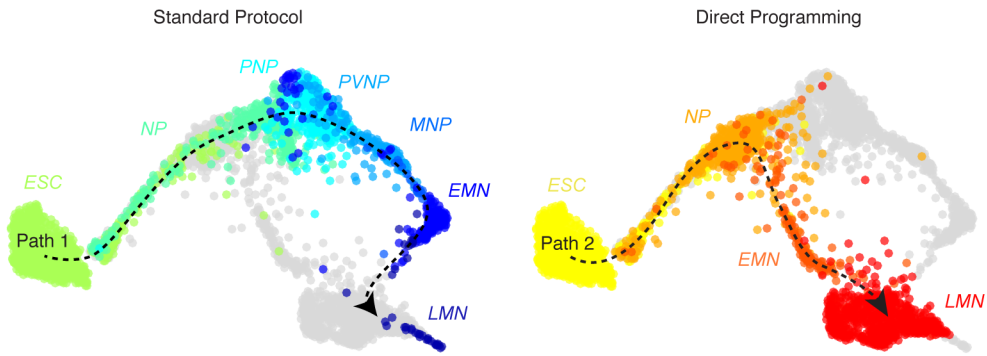 Standard Protocol
PNP
PVNP
NP
MNP
ESC
EMN
Path 1
LMN
Direct Programming
NP
ESC
Path 2
EMN
LMN